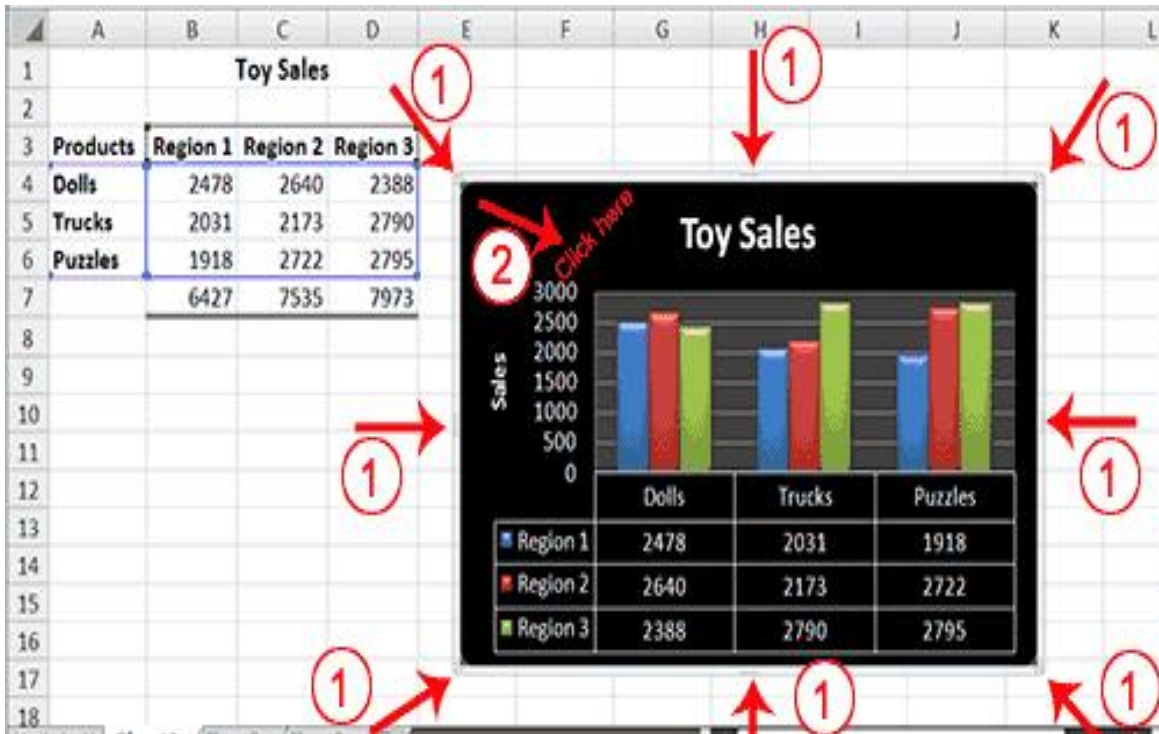 A B C D E F G H I J K L
1 Toy Sales 1 1
2 1
3 Products Region 1 Region 2 Region 3
4 Dolls 2478 2640 2388
5 Trucks 2031 2173 2790
6 Puzzles 1918 2722 2795
7 6427 7535 7973
8
9
10
11
12
13
14
15
16
17
18
2 Click here
Toy Sales
Sales
3000
2500
2000
1500
1000
500
0
1 1
Dolls Trucks Puzzles
Region 1 2478 2031 1918
Region 2 2640 2173 2722
Region 3 2388 2790 2795
1 1 1